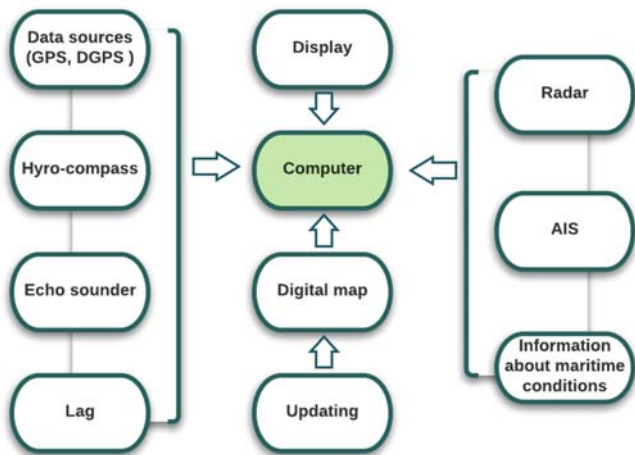 Data sources
(GPS, DGPS )
Hyro-compass
Echo sounder
Lag
Display
Computer
Digital map
Updating
Radar
AIS
Information
about maritime
conditions